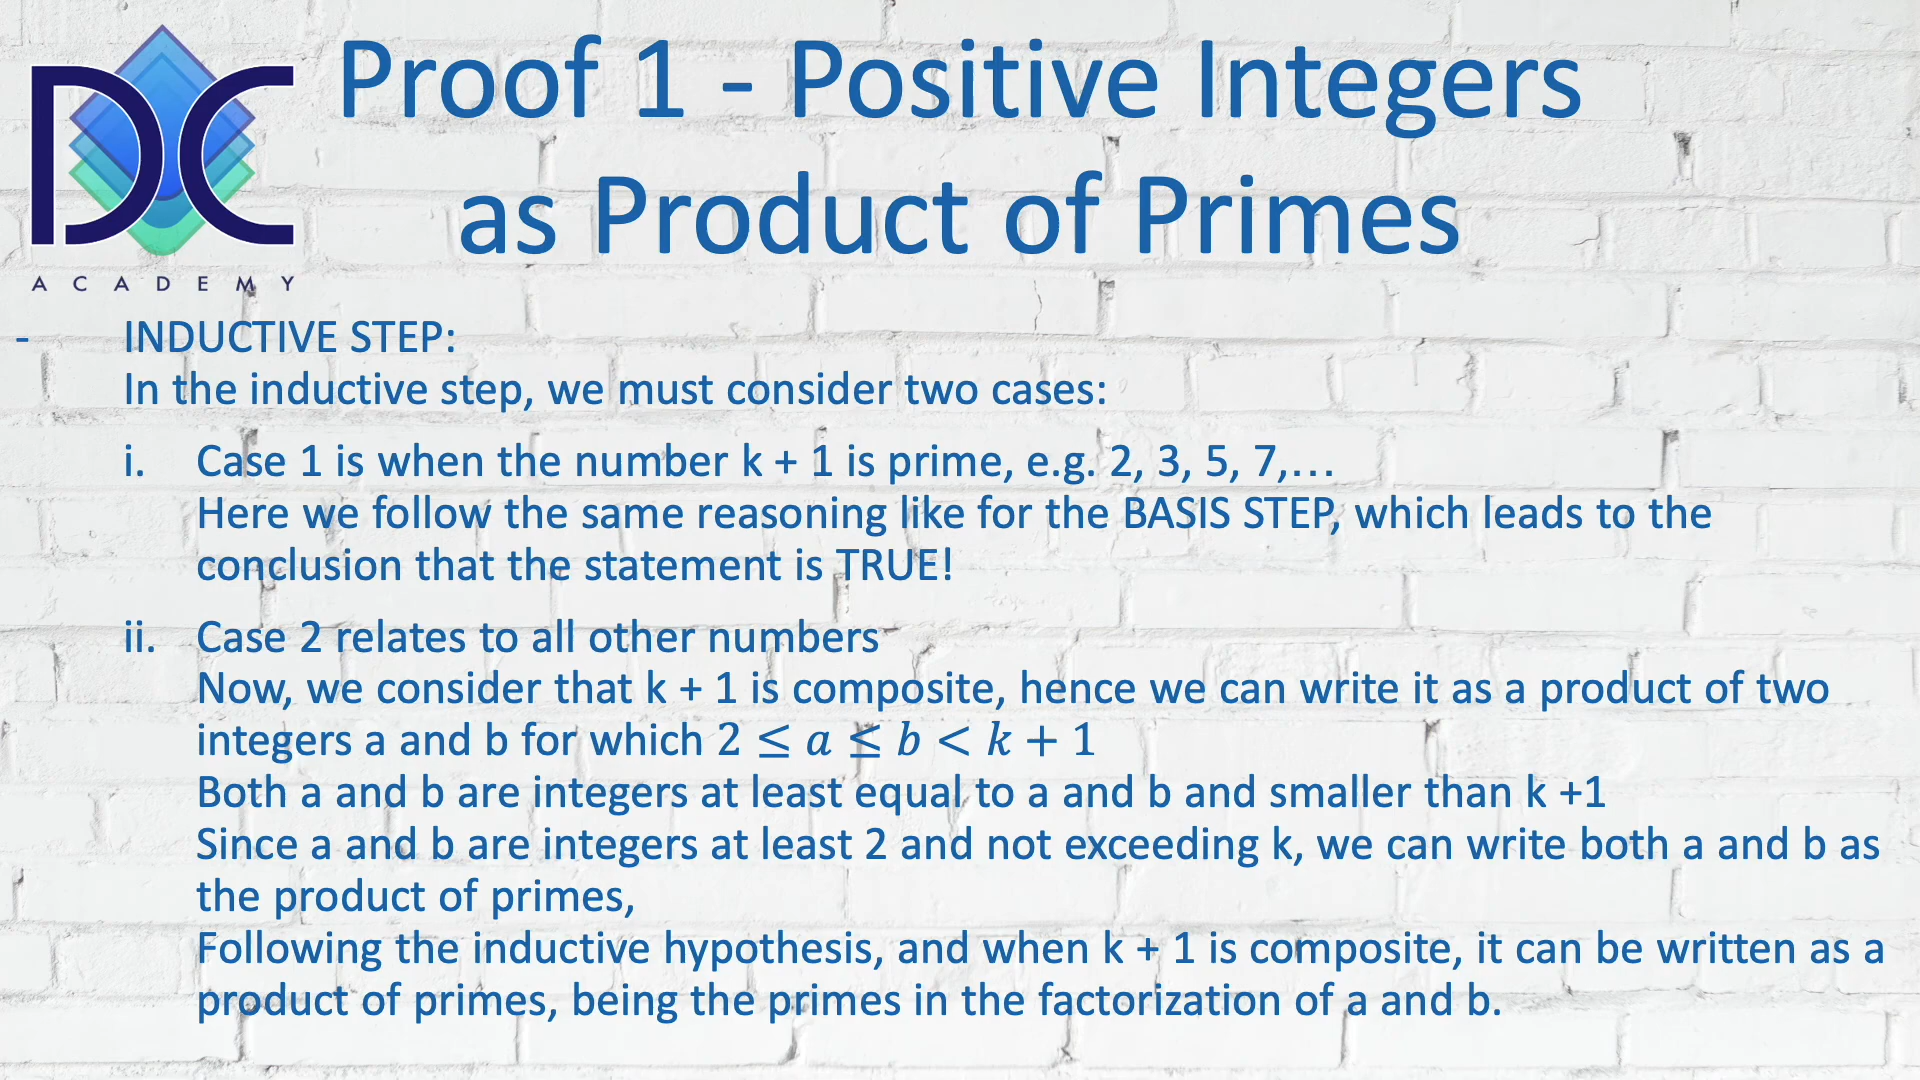 DC
ACADEMY
Proof 1 - Positive Integers
as Product of Primes
- INDUCTIVE STEP:
In the inductive step, we must consider two cases:
i. Case 1 is when the number k + 1 is prime, e.g. 2, 3, 5, 7,…
Here we follow the same reasoning like for the BASIS STEP, which leads to the
conclusion that the statement is TRUE!
ii. Case 2 relates to all other numbers
Now, we consider that k + 1 is composite, hence we can write it as a product of two
integers a and b for which 2 ≤ a ≤ b < k + 1
Both a and b are integers at least equal to a and b and smaller than k +1
Since a and b are integers at least 2 and not exceeding k, we can write both a and b as
the product of primes,
Following the inductive hypothesis, and when k + 1 is composite, it can be written as a
product of primes, being the primes in the factorization of a and b.